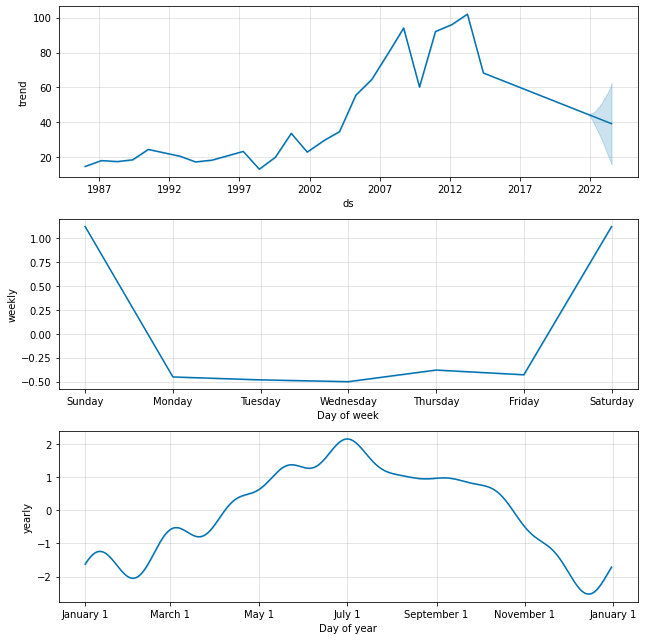 100
80
60
40
20
trend
1987 1992 1997 2002 2007 2012 2017 2022
ds
1.00
0.75
0.50
0.25
0.00
−0.25
−0.50
weekly
Sunday Monday Tuesday Wednesday Thursday Friday Saturday
Day of week
2
1
0
−1
−2
yearly
January 1 March 1 May 1 July 1 September 1 November 1 January 1
Day of year